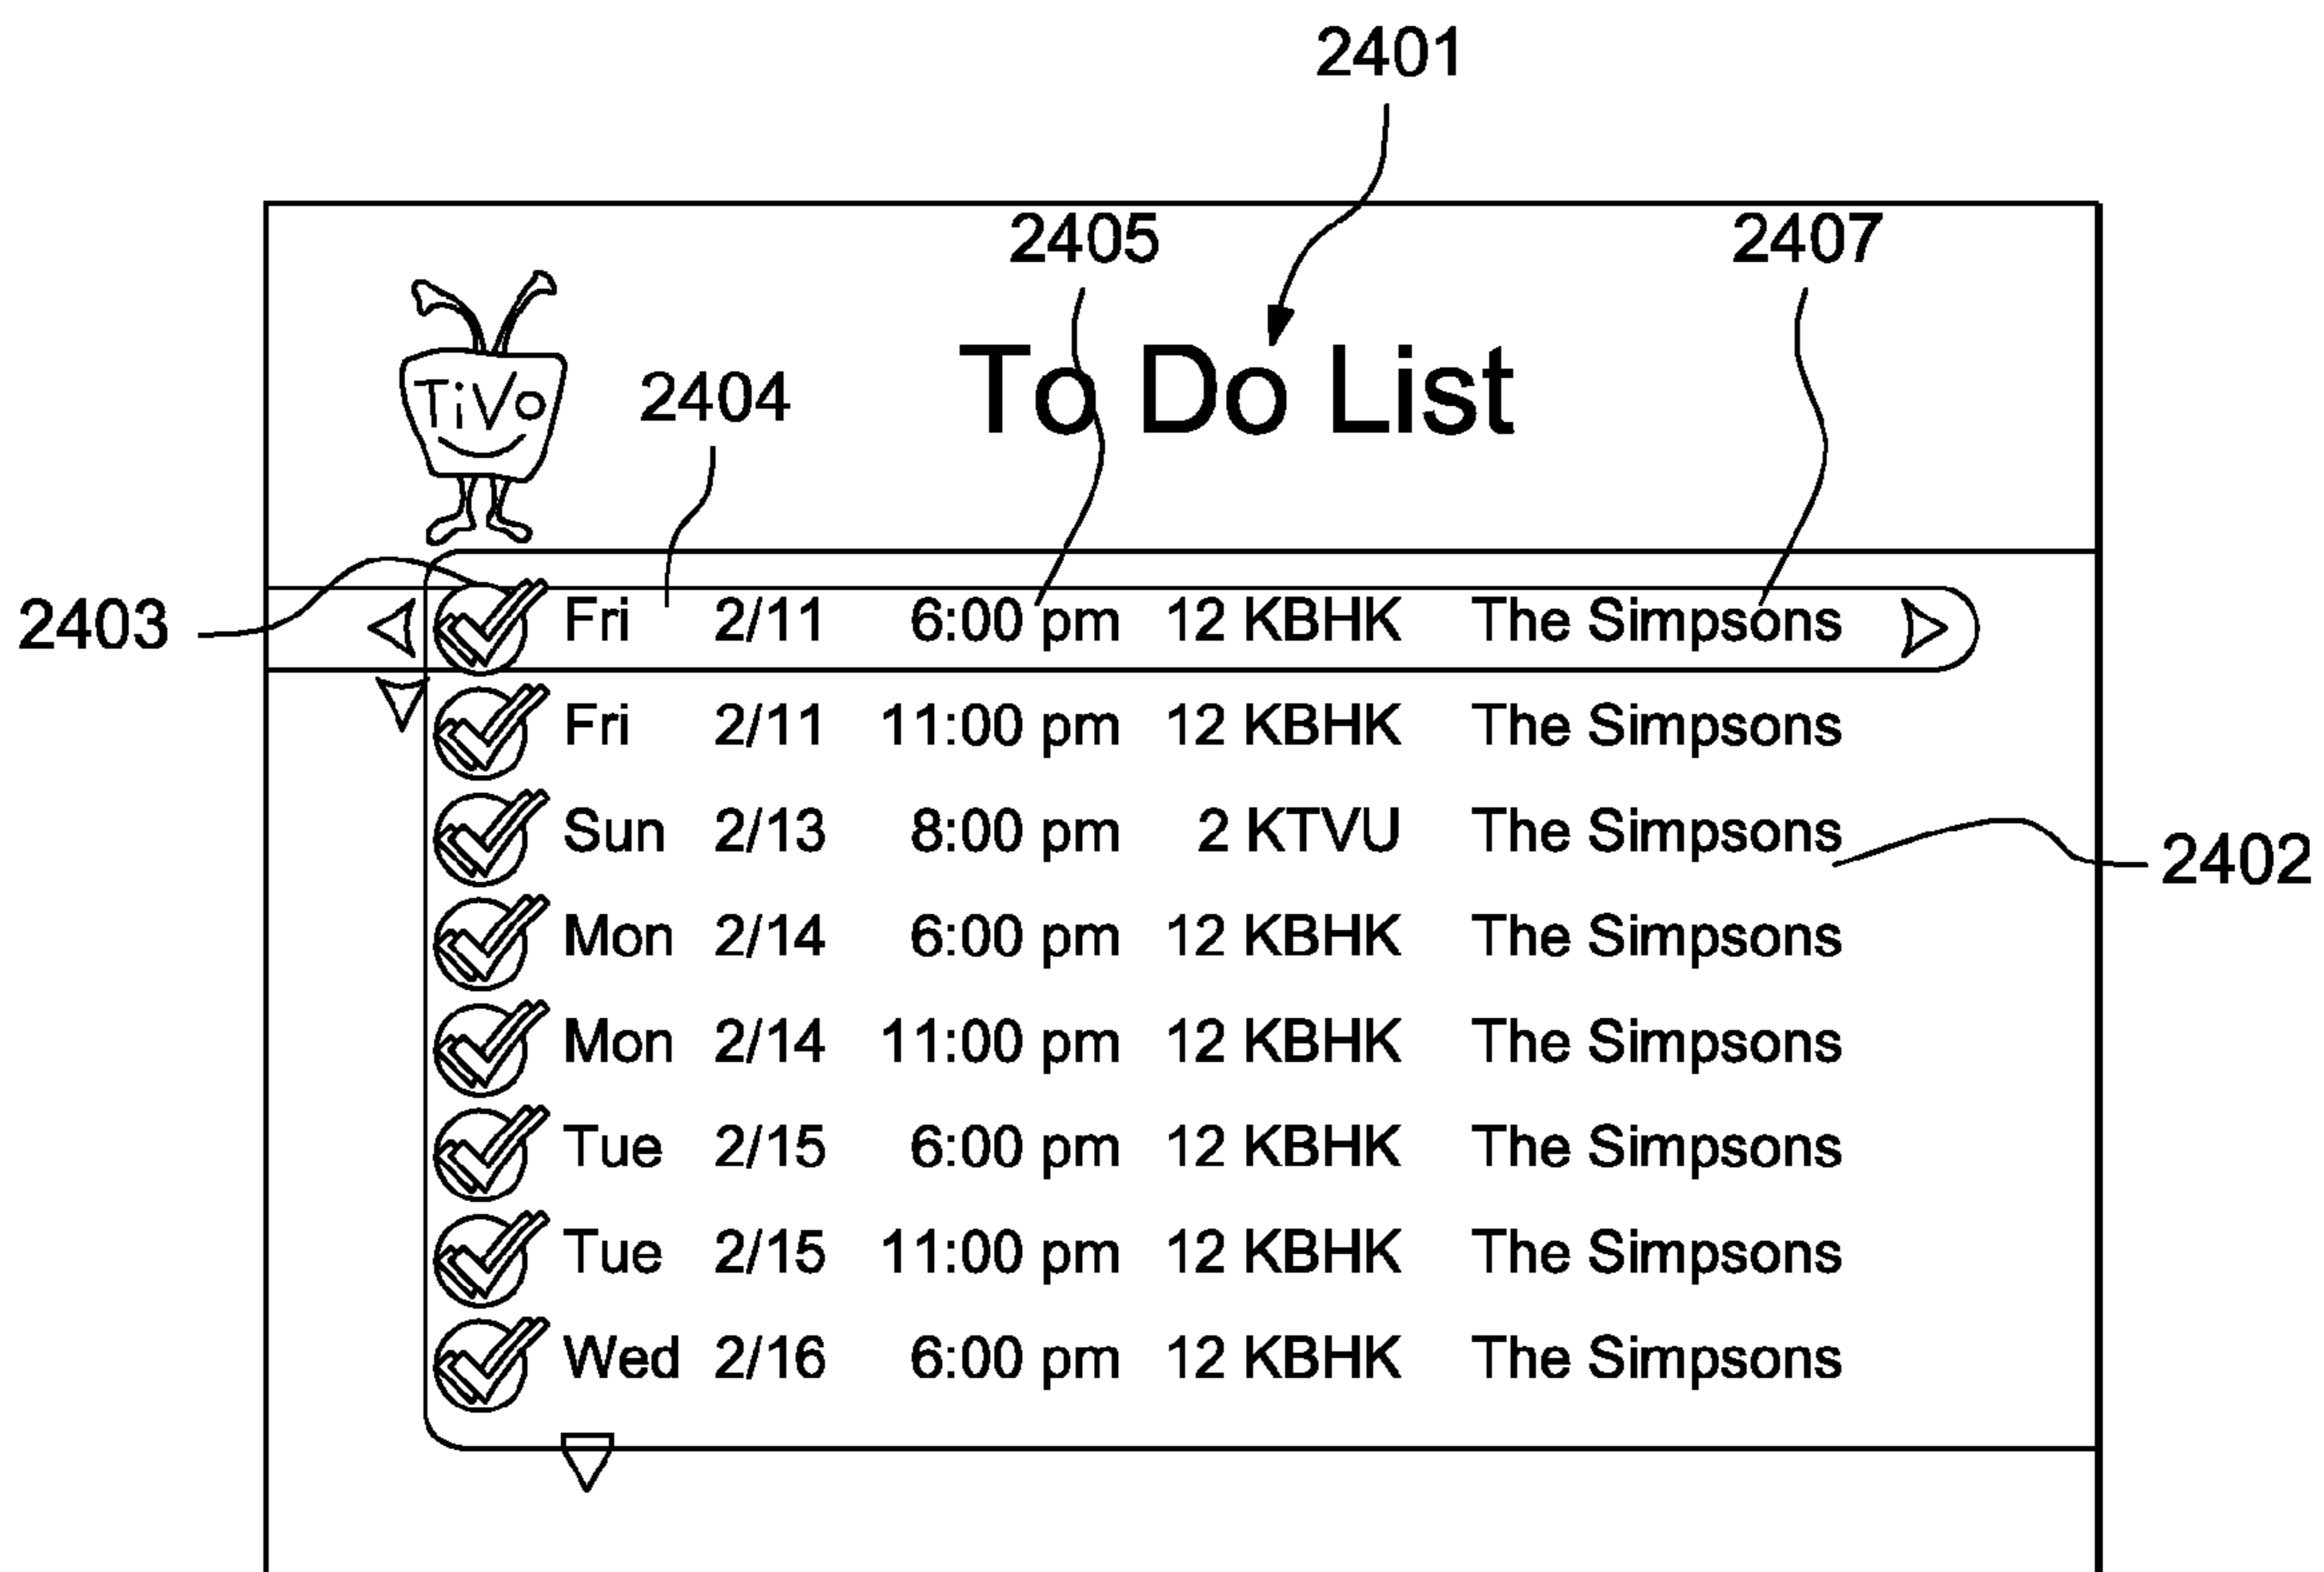 2401
2405 2407
TiVo
To Do List
2404
2403
Fri 2/11 6:00 pm 12 KBHK The Simpsons
Fri 2/11 11:00 pm 12 KBHK The Simpsons
Sun 2/13 8:00 pm 2 KTVU The Simpsons
2402
Mon 2/14 6:00 pm 12 KBHK The Simpsons
Mon 2/14 11:00 pm 12 KBHK The Simpsons
Tue 2/15 6:00 pm 12 KBHK The Simpsons
Tue 2/15 11:00 pm 12 KBHK The Simpsons
Wed 2/16 6:00 pm 12 KBHK The Simpsons